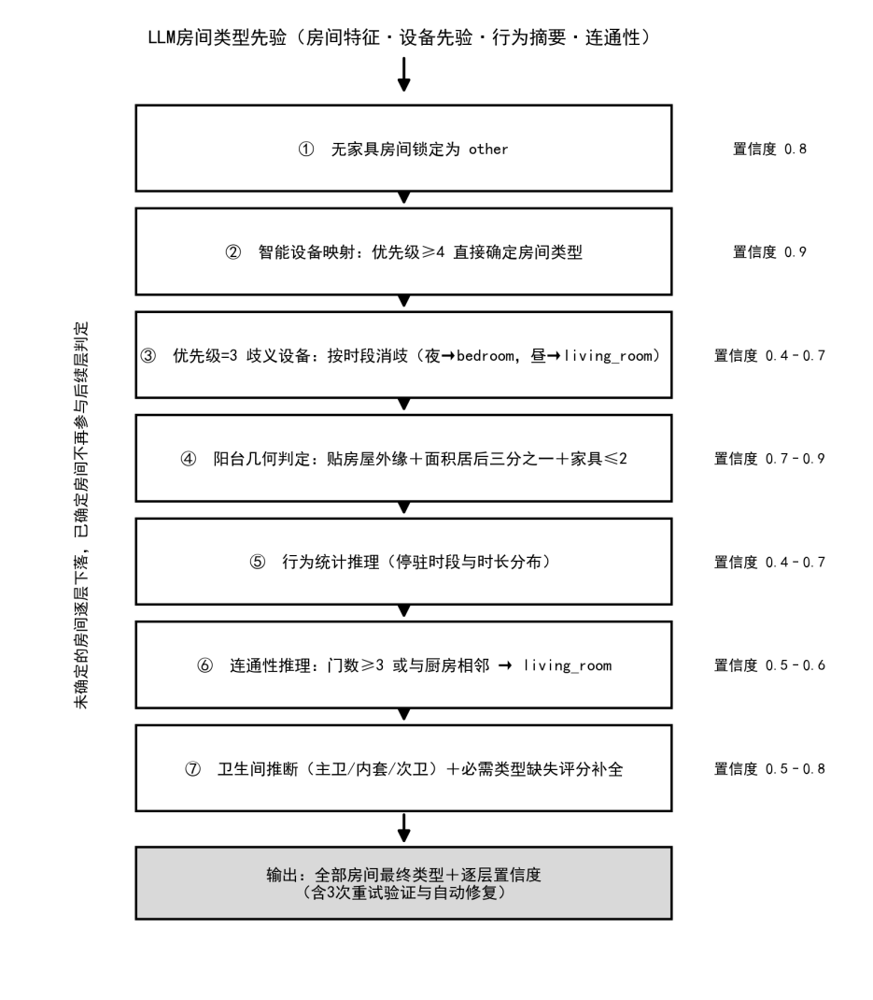 LLM房间类型先验（房间特征·设备先验·行为摘要·连通性）
① 无家具房间锁定为 other
置信度 0.8
② 智能设备映射：优先级≥4 直接确定房间类型
置信度 0.9
③ 优先级=3 歧义设备：按时段消歧（夜→bedroom，昼→living_room）
置信度 0.4-0.7
④ 阳台几何判定：贴房屋外缘＋面积居后三分之一＋家具≤2
置信度 0.7-0.9
⑤ 行为统计推理（停驻时段与时长分布）
置信度 0.4-0.7
⑥ 连通性推理：门数≥3 或与厨房相邻 → living_room
置信度 0.5-0.6
⑦ 卫生间推断（主卫/内套/次卫）＋必需类型缺失评分补全
置信度 0.5-0.8
未确定的房间逐层下落，已确定房间不再参与后续层判定
输出：全部房间最终类型＋逐层置信度
（含3次重试验证与自动修复）